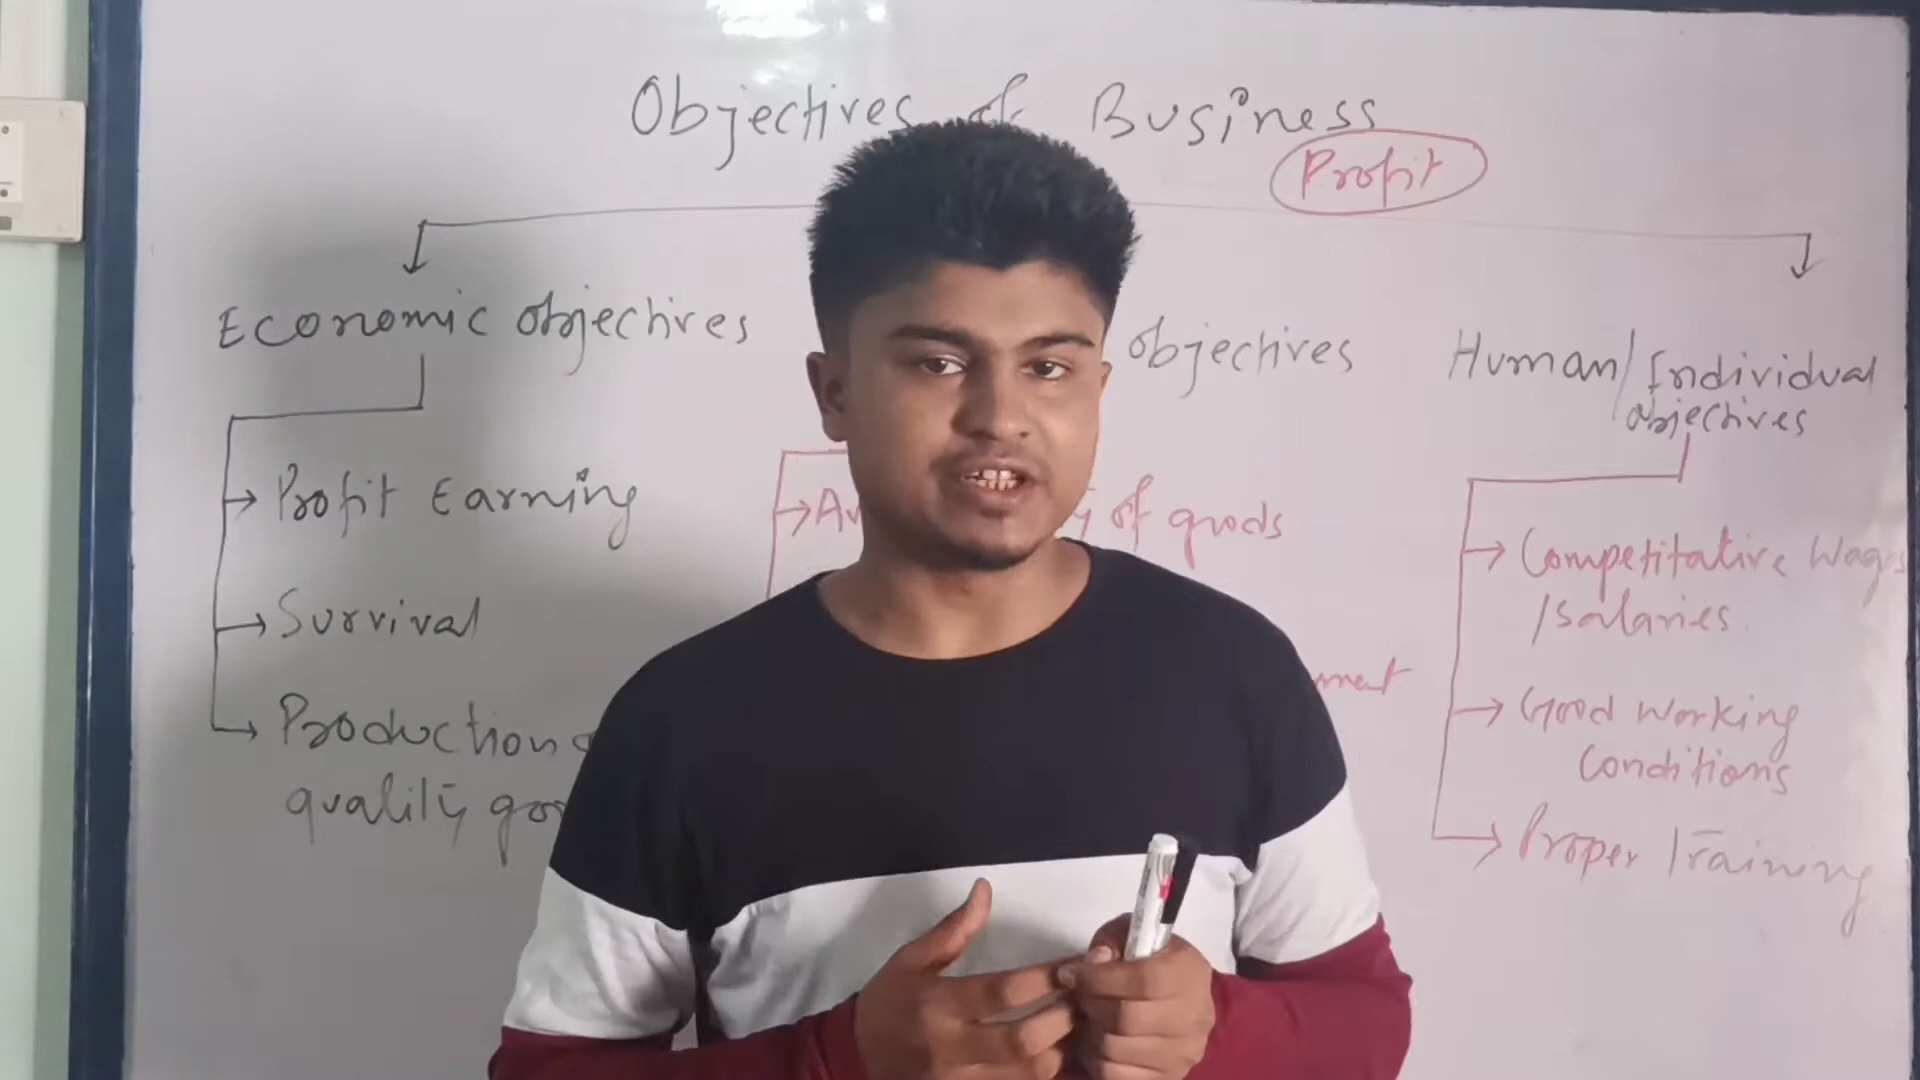 Objectives of Business
Profit
Economic objectives
Profit Earning
Survival
Production
quality
objectives
of goods
Human/Individual
objectives
Competitative Wages
/Salaries.
Good Working
Conditions
Proper Training